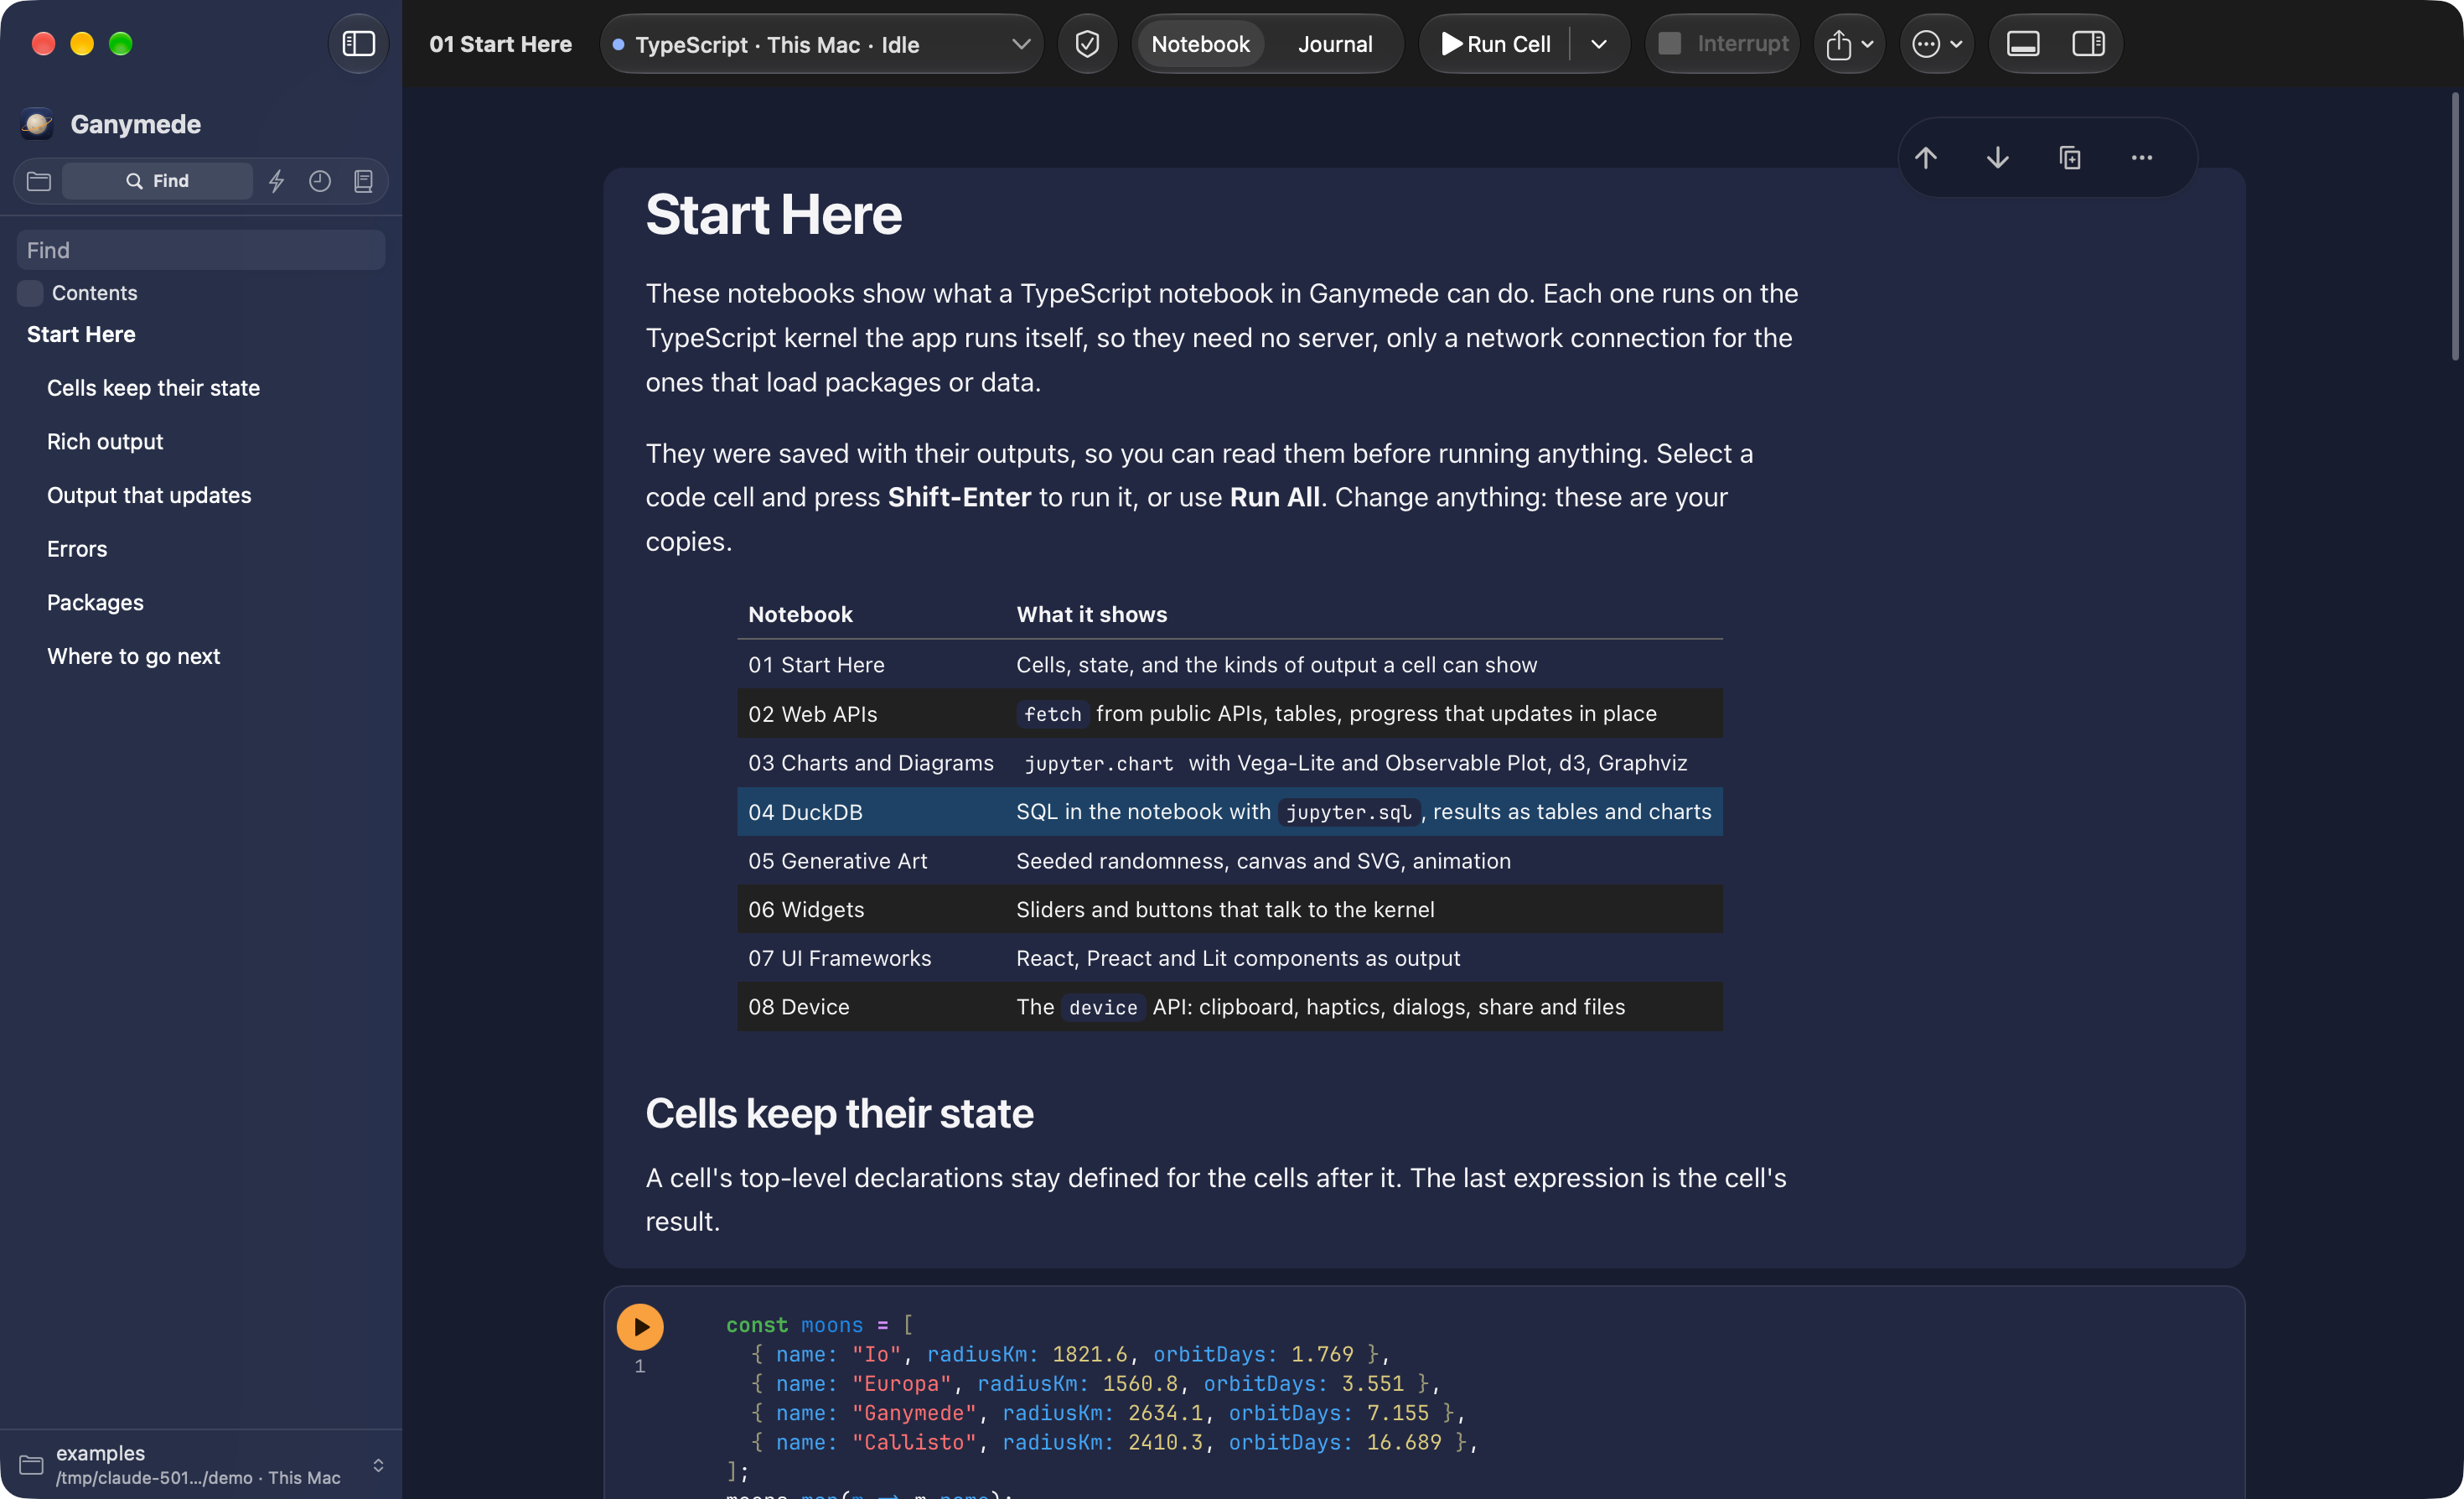 01 Start Here
TypeScript · This Mac · Idle
Notebook
Journal
Run Cell
Interrupt
Ganymede
Find
Find
Contents
Start Here
Cells keep their state
Rich output
Output that updates
Errors
Packages
Where to go next
examples
/tmp/claude-501.../demo · This Mac
Start Here
These notebooks show what a TypeScript notebook in Ganymede can do. Each one runs on the
TypeScript kernel the app runs itself, so they need no server, only a network connection for the
ones that load packages or data.
They were saved with their outputs, so you can read them before running anything. Select a
code cell and press Shift-Enter to run it, or use Run All. Change anything: these are your
copies.
Notebook What it shows
01 Start Here Cells, state, and the kinds of output a cell can show
02 Web APIs fetch from public APIs, tables, progress that updates in place
03 Charts and Diagrams jupyter.chart with Vega-Lite and Observable Plot, d3, Graphviz
04 DuckDB SQL in the notebook with jupyter.sql, results as tables and charts
05 Generative Art Seeded randomness, canvas and SVG, animation
06 Widgets Sliders and buttons that talk to the kernel
07 UI Frameworks React, Preact and Lit components as output
08 Device The device API: clipboard, haptics, dialogs, share and files
Cells keep their state
A cell's top-level declarations stay defined for the cells after it. The last expression is the cell's
result.
1
const moons = [
{ name: "Io", radiusKm: 1821.6, orbitDays: 1.769 },
{ name: "Europa", radiusKm: 1560.8, orbitDays: 3.551 },
{ name: "Ganymede", radiusKm: 2634.1, orbitDays: 7.155 },
{ name: "Callisto", radiusKm: 2410.3, orbitDays: 16.689 },
];